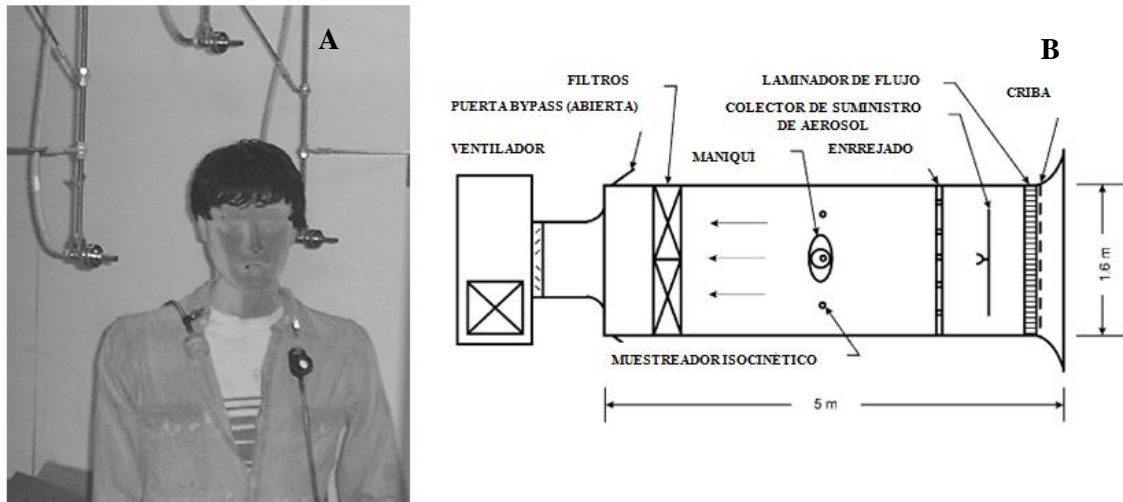 A
B
FILTROS
LAMINADOR DE FLUJO
CRIBA
PUERTA BYPASS (ABIERTA)
COLECTOR DE SUMINISTRO
DE AEROSOL
VENTILADOR
MANIQUÍ
ENRREJADO
1.6 m
MUESTREADOR ISOCINÉTICO
5 m